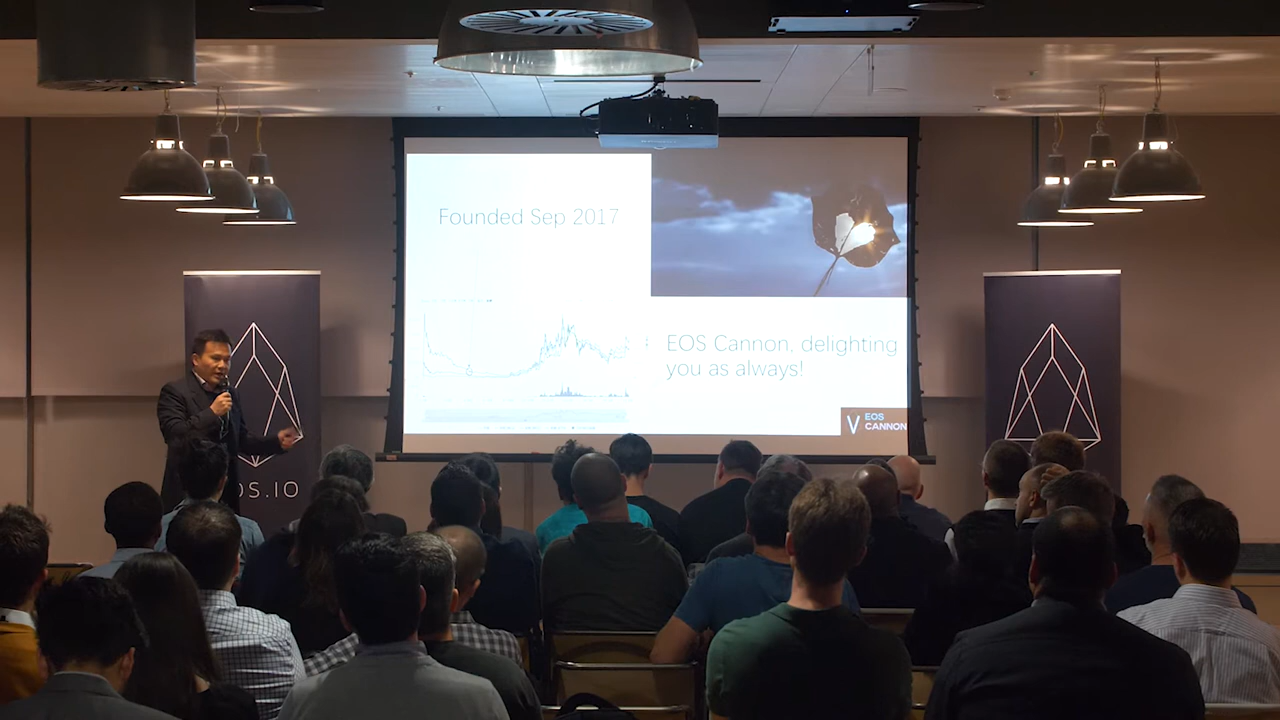 Founded Sep 2017
EOS Cannon, delighting
you as always!
EOS
CANNON
OS.IO